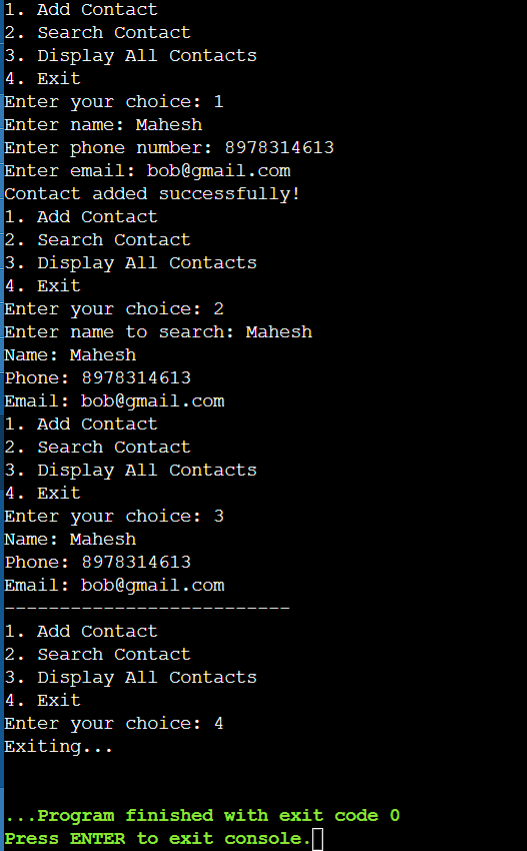 1. Add Contact
2. Search Contact
3. Display All Contacts
4. Exit
Enter your choice: 1
Enter name: Mahesh
Enter phone number: 8978314613
Enter email: bob@gmail.com
Contact added successfully!
1. Add Contact
2. Search Contact
3. Display All Contacts
4. Exit
Enter your choice: 2
Enter name to search: Mahesh
Name: Mahesh
Phone: 8978314613
Email: bob@gmail.com
1. Add Contact
2. Search Contact
3. Display All Contacts
4. Exit
Enter your choice: 3
Name: Mahesh
Phone: 8978314613
Email: bob@gmail.com
--------------------------
1. Add Contact
2. Search Contact
3. Display All Contacts
4. Exit
Enter your choice: 4
Exiting...
...Program finished with exit code 0
Press ENTER to exit console.